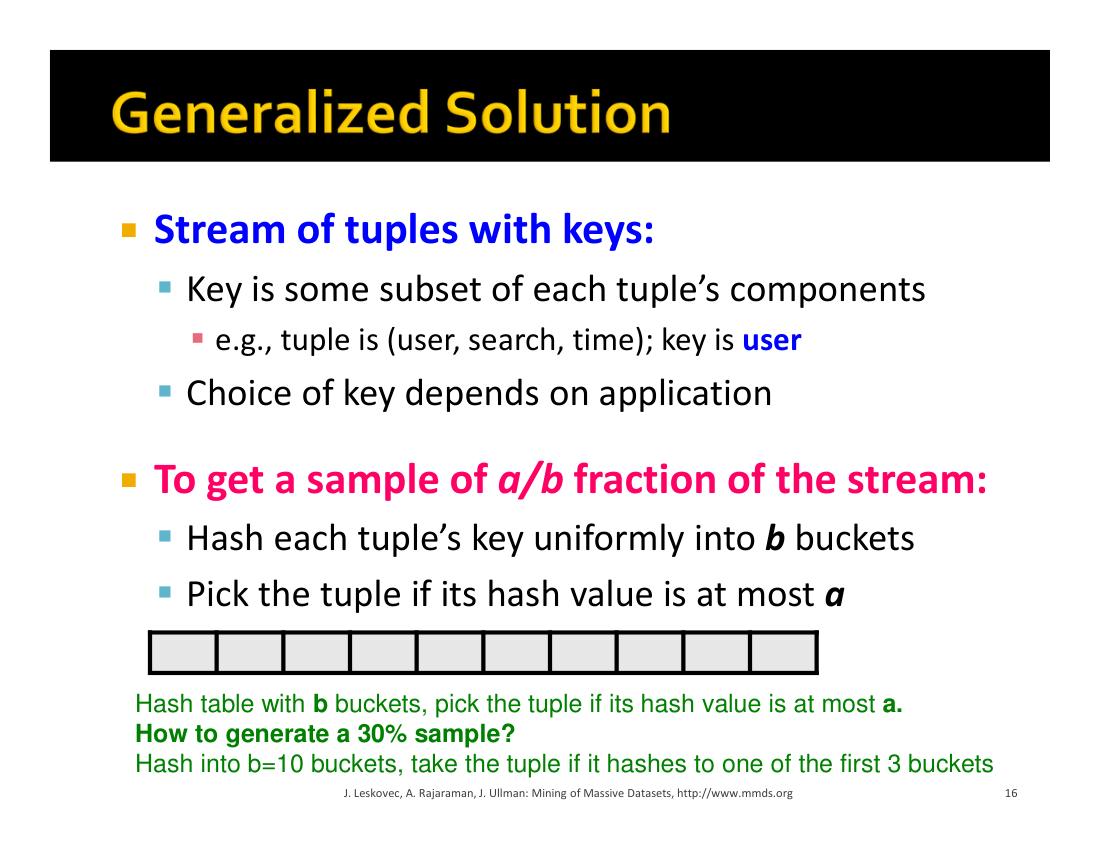 Generalized Solution
Stream of tuples with keys:
Key is some subset of each tuple’s components
e.g., tuple is (user, search, time); key is user
Choice of key depends on application
To get a sample of a/b fraction of the stream:
Hash each tuple’s key uniformly into b buckets
Pick the tuple if its hash value is at most a
Hash table with b buckets, pick the tuple if its hash value is at most a.
How to generate a 30% sample?
Hash into b=10 buckets, take the tuple if it hashes to one of the first 3 buckets
J. Leskovec, A. Rajaraman, J. Ullman: Mining of Massive Datasets, http://www.mmds.org
16